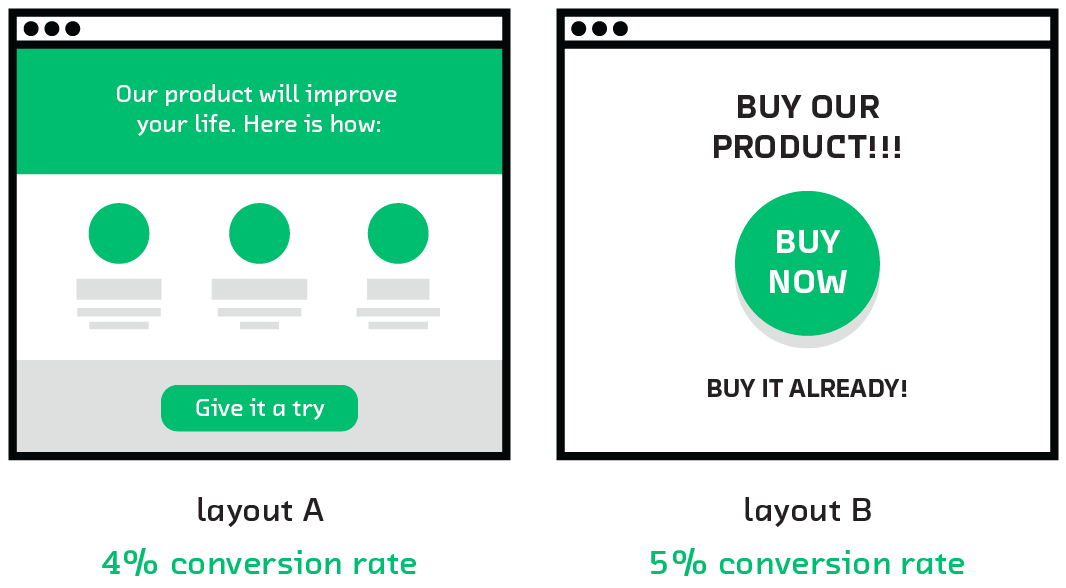 Our product will improve
your life. Here is how:
Give it a try
layout A
4% conversion rate
BUY OUR
PRODUCT!!!
BUY
NOW
BUY IT ALREADY!
layout B
5% conversion rate